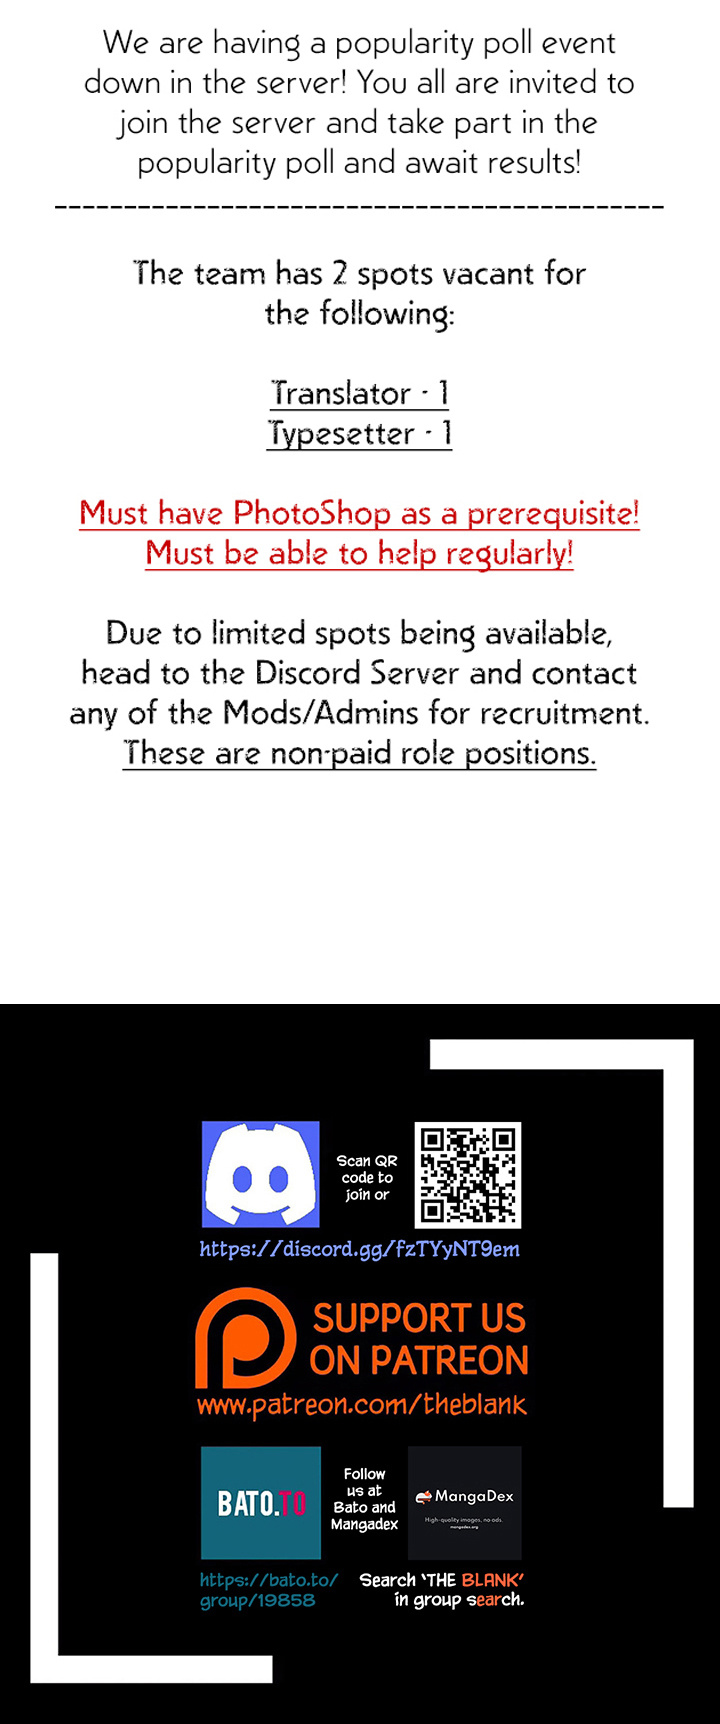 We are having a popularity poll event
down in the server! You all are invited to
join the server and take part in the
popularity poll and await results!
The team has 2 spots vacant for
the following:
Translator - 1
Typesetter - 1
Must have PhotoShop as a prerequisite!
Must be able to help regularly!
Due to limited spots being available,
head to the Discord Server and contact
any of the Mods/Admins for recruitment.
These are non-paid role positions.
Scan QR
code to
join or
https://discord.gg/fzTYyNT9em
SUPPORT US
ON PATREON
www.patreon.com/theblank
BATO.TO
Follow
us at
Bato and
Mangadex
MangaDex
High-quality images, no ads.
mangadex.org
https://bato.to/
group/19858
Search ‘THE BLANK’
in group search.